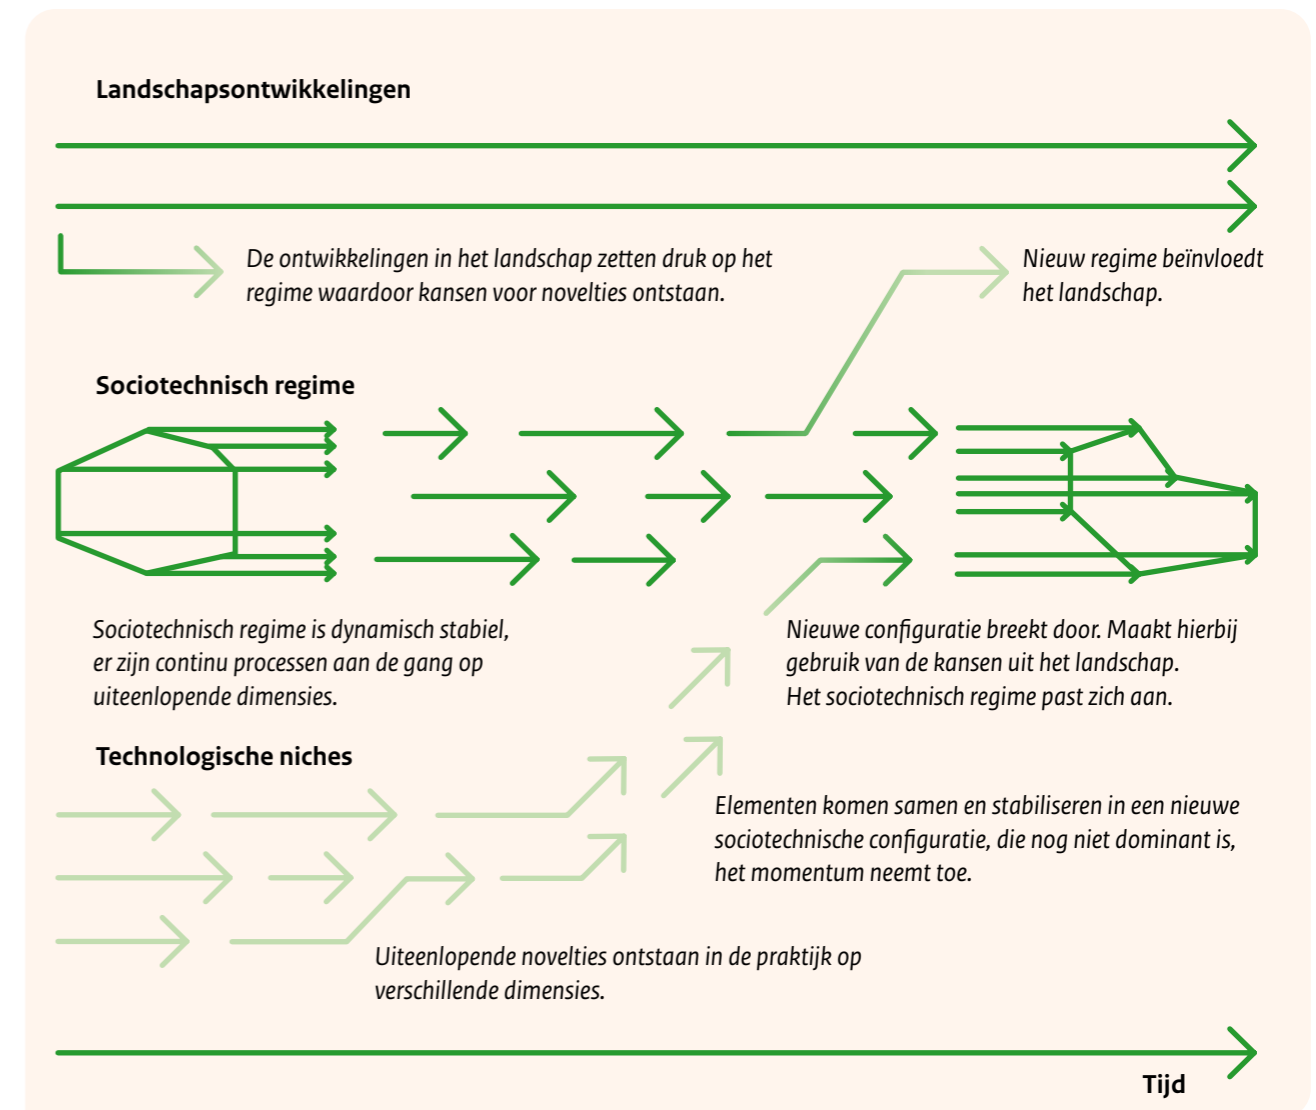 Landschapsontwikkelingen
De ontwikkelingen in het landschap zetten druk op het
regime waardoor kansen voor novelties ontstaan.
Nieuw regime beïnvloedt
het landschap.
Sociotechnisch regime
Sociotechnisch regime is dynamisch stabiel,
er zijn continu processen aan de gang op
uiteenlopende dimensies.
Nieuwe configuratie breekt door. Maakt hierbij
gebruik van de kansen uit het landschap.
Het sociotechnisch regime past zich aan.
Technologische niches
Elementen komen samen en stabiliseren in een nieuwe
sociotechnische configuratie, die nog niet dominant is,
het momentum neemt toe.
Uiteenlopende novelties ontstaan in de praktijk op
verschillende dimensies.
Tijd